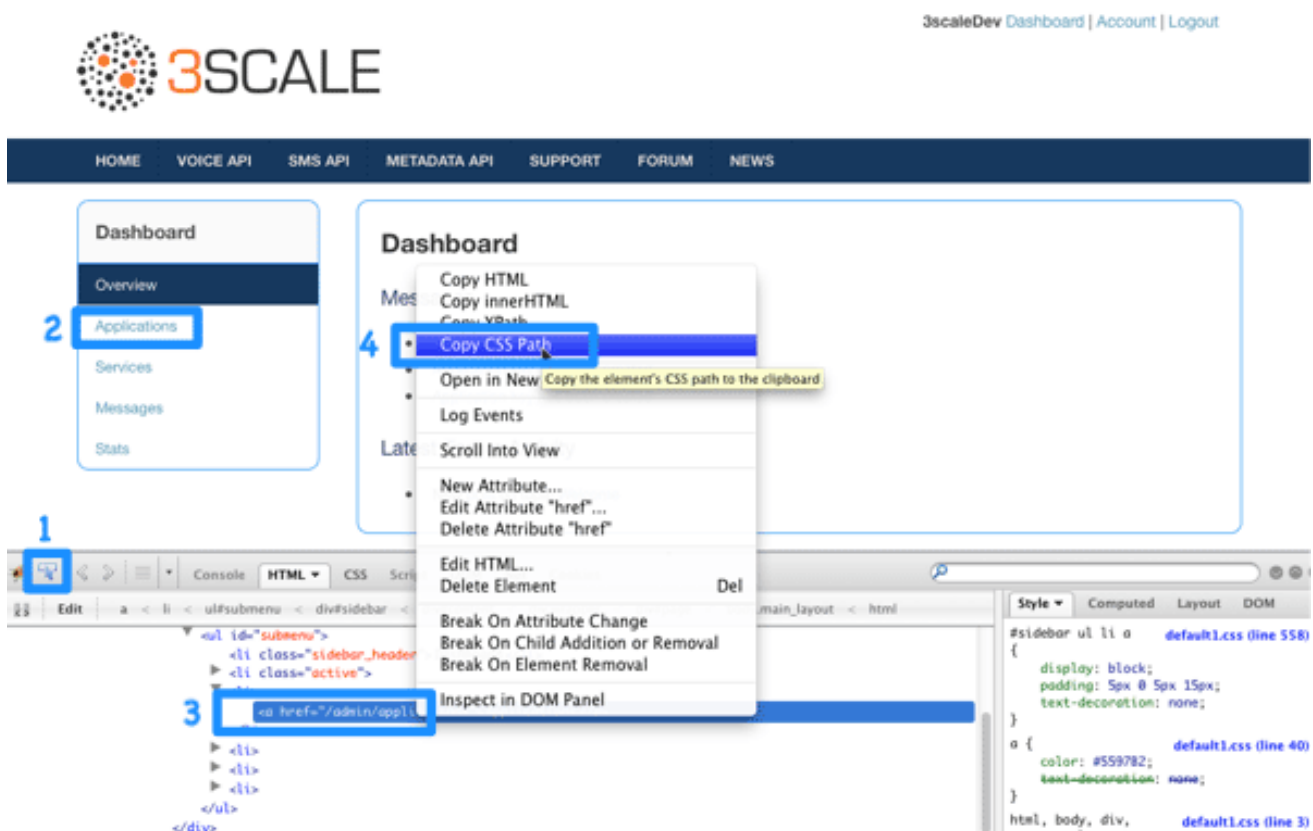 3scaleDev Dashboard | Account | Logout
3SCALE
HOME VOICE API SMS API METADATA API SUPPORT FORUM NEWS
Dashboard
Overview
2 Applications
Services
Messages
Stats
Dashboard
Mes
Late
Copy HTML
Copy innerHTML
Copy XPath
4 Copy CSS Path
Open in New
Copy the element's CSS path to the clipboard
Log Events
Scroll Into View
New Attribute...
Edit Attribute "href"...
Delete Attribute "href"
Edit HTML...
Delete Element Del
Break On Attribute Change
Break On Child Addition or Removal
Break On Element Removal
Inspect in DOM Panel
1
Console HTML CSS Scri
Edit a < li < ul#submenu < div#sidebar < .main_layout < html
<ul id="submenu">
<li class="sidebar_header
<li class="active">
3 <a href="/admin/appli
<li>
<li>
<li>
</ul>
</div>
Style Computed Layout DOM
#sidebar ul li a default1.css (line 558)
{
display: block;
padding: 5px 0 5px 15px;
text-decoration: none;
}
a { default1.css (line 40)
color: #559782;
text-decoration: none;
}
html, body, div, default1.css (line 3)